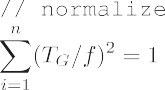 // normalize
\sum_{i=1}^{n} (T_G/f)^2 = 1